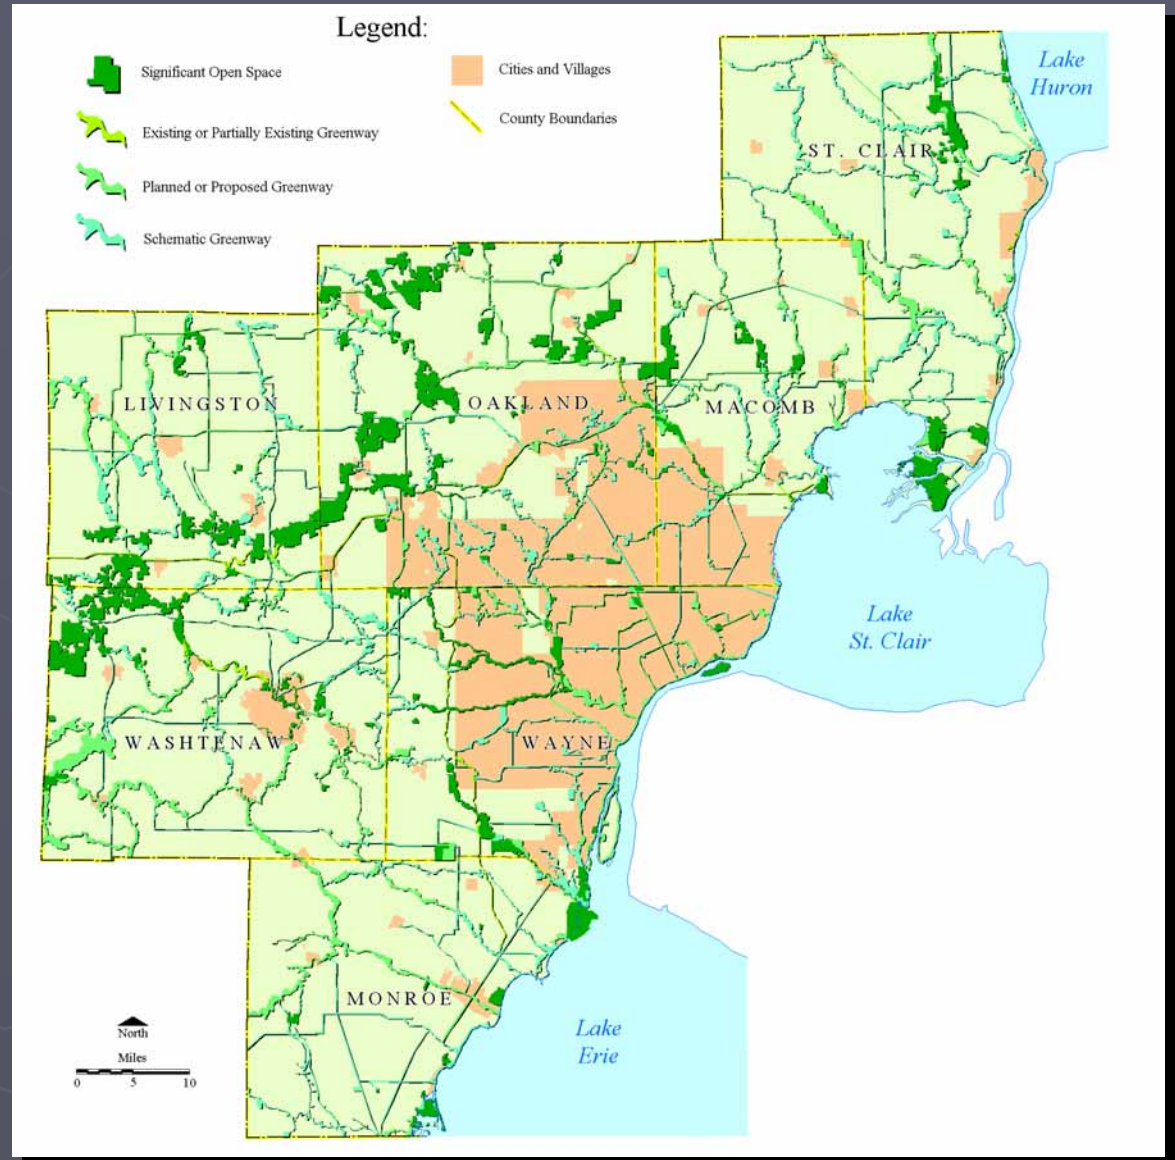 Legend:
Significant Open Space
Existing or Partially Existing Greenway
Planned or Proposed Greenway
Schematic Greenway
Cities and Villages
County Boundaries
Lake
Huron
ST. CLAIR
LIVINGSTON
OAKLAND
MACOMB
Lake
St. Clair
WASHTENAW
WAYNE
MONROE
Lake
Erie
North
Miles
0 5 10